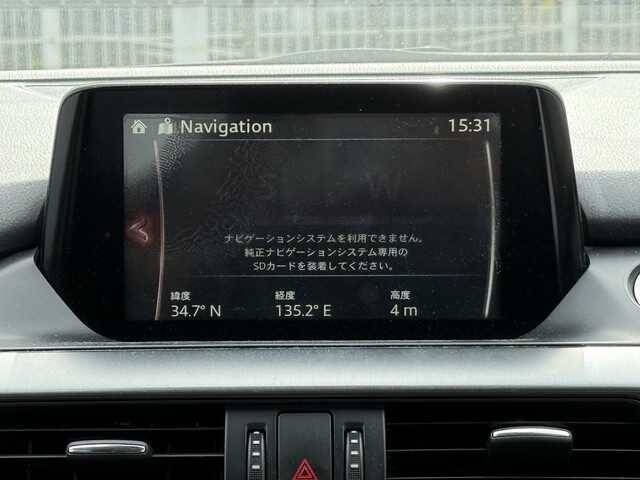 Navigation 15:31
W
ナビゲーションシステムを利用できません。
純正ナビゲーションシステム専用の
SDカードを装着してください。
緯度 経度 高度
34.7° N 135.2° E 4 m